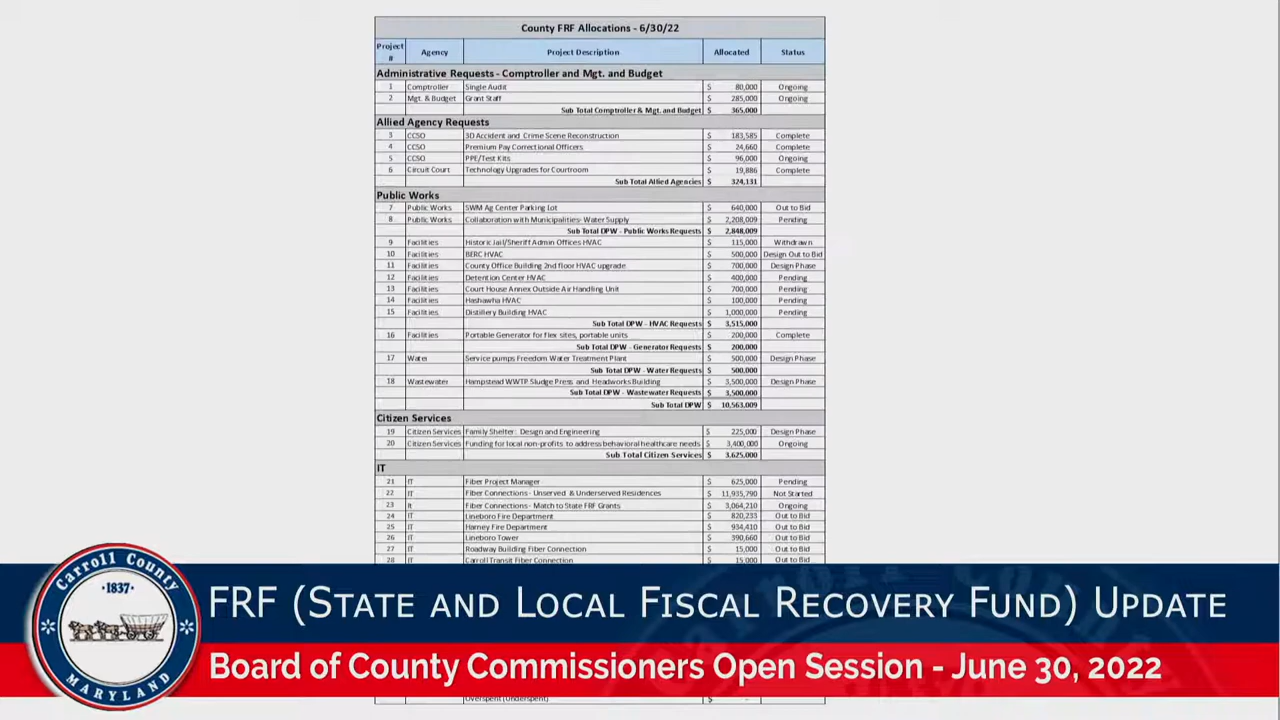 County FRF Allocations - 6/30/22
Project # Agency Project Description Allocated Status
Administrative Requests - Comptroller and Mgt. and Budget
1 Comptroller Single Audit $ 80,000 Ongoing
2 Mgt. & Budget Grant Staff $ 285,000 Ongoing
Sub Total Comptroller & Mgt. and Budget $ 365,000
Allied Agency Requests
3 CCSO 3D Accident and Crime Scene Reconstruction $ 183,585 Complete
4 CCSO Premium Pay Correctional Officers $ 24,660 Complete
5 CCSO PPE/Test Kits $ 96,000 Ongoing
6 Circuit Court Technology Upgrades for Courtroom $ 19,886 Complete
Sub Total Allied Agencies $ 324,131
Public Works
7 Public Works SWM Ag Center Parking Lot $ 640,000 Out to Bid
8 Public Works Collaboration with Municipalities- Water Supply $ 2,208,009 Pending
Sub Total DPW - Public Works Requests $ 2,848,009
9 Facilities Historic Jail/Sheriff Admin Offices HVAC $ 115,000 Withdrawn
10 Facilities BERC HVAC $ 500,000 Design Out to Bid
11 Facilities County Office Building 2nd floor HVAC upgrade $ 700,000 Design Phase
12 Facilities Detention Center HVAC $ 400,000 Pending
13 Facilities Court House Annex Outside Air Handling Unit $ 700,000 Pending
14 Facilities Hashawha HVAC $ 100,000 Pending
15 Facilities Distillery Building HVAC $ 1,000,000 Pending
Sub Total DPW - HVAC Requests $ 3,515,000
16 Facilities Portable Generator for flex sites, portable units $ 200,000 Complete
Sub Total DPW - Generator Requests $ 200,000
17 Water Service pumps Freedom Water Treatment Plant $ 500,000 Design Phase
Sub Total DPW - Water Requests $ 500,000
18 Wastewater Hampstead WWTP Sludge Press and Headworks Building $ 3,500,000 Design Phase
Sub Total DPW - Wastewater Requests $ 3,500,000
Sub Total DPW $ 10,563,009
Citizen Services
19 Citizen Services Family Shelter: Design and Engineering $ 225,000 Design Phase
20 Citizen Services Funding for local non-profits to address behavioral healthcare needs $ 3,400,000 Ongoing
Sub Total Citizen Services $ 3,625,000
IT
21 IT Fiber Project Manager $ 625,000 Pending
22 IT Fiber Connections - Unserved & Underserved Residences $ 11,935,790 Not Started
23 It Fiber Connections - Match to State FRF Grants $ 3,064,210 Ongoing
24 IT Lineboro Fire Department $ 820,233 Out to Bid
25 IT Harney Fire Department $ 934,410 Out to Bid
26 IT Lineboro Tower $ 390,660 Out to Bid
27 IT Roadway Building Fiber Connection $ 15,000 Out to Bid
28 IT Carroll Transit Fiber Connection $ 15,000 Out to Bid
Carroll County
·1837·
MARYLAND
FRF (State and Local Fiscal Recovery Fund) Update
Board of County Commissioners Open Session - June 30, 2022
Overspent (Underspent) $ -